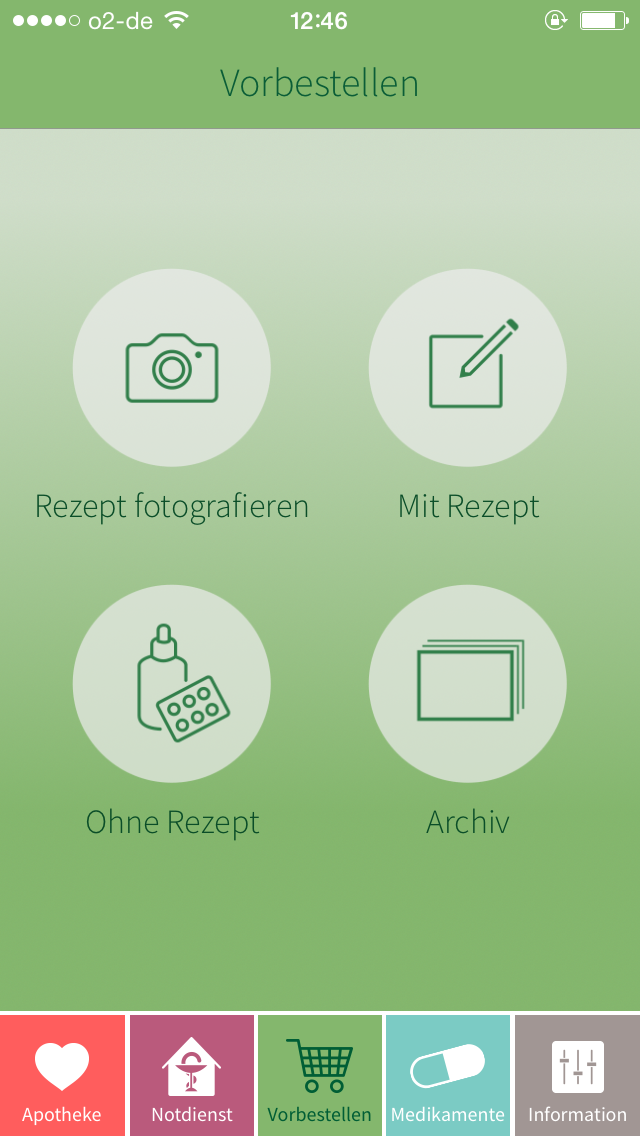 o2-de 12:46
Vorbestellen
Rezept fotografieren Mit Rezept
Ohne Rezept Archiv
Apotheke Notdienst Vorbestellen Medikamente Information